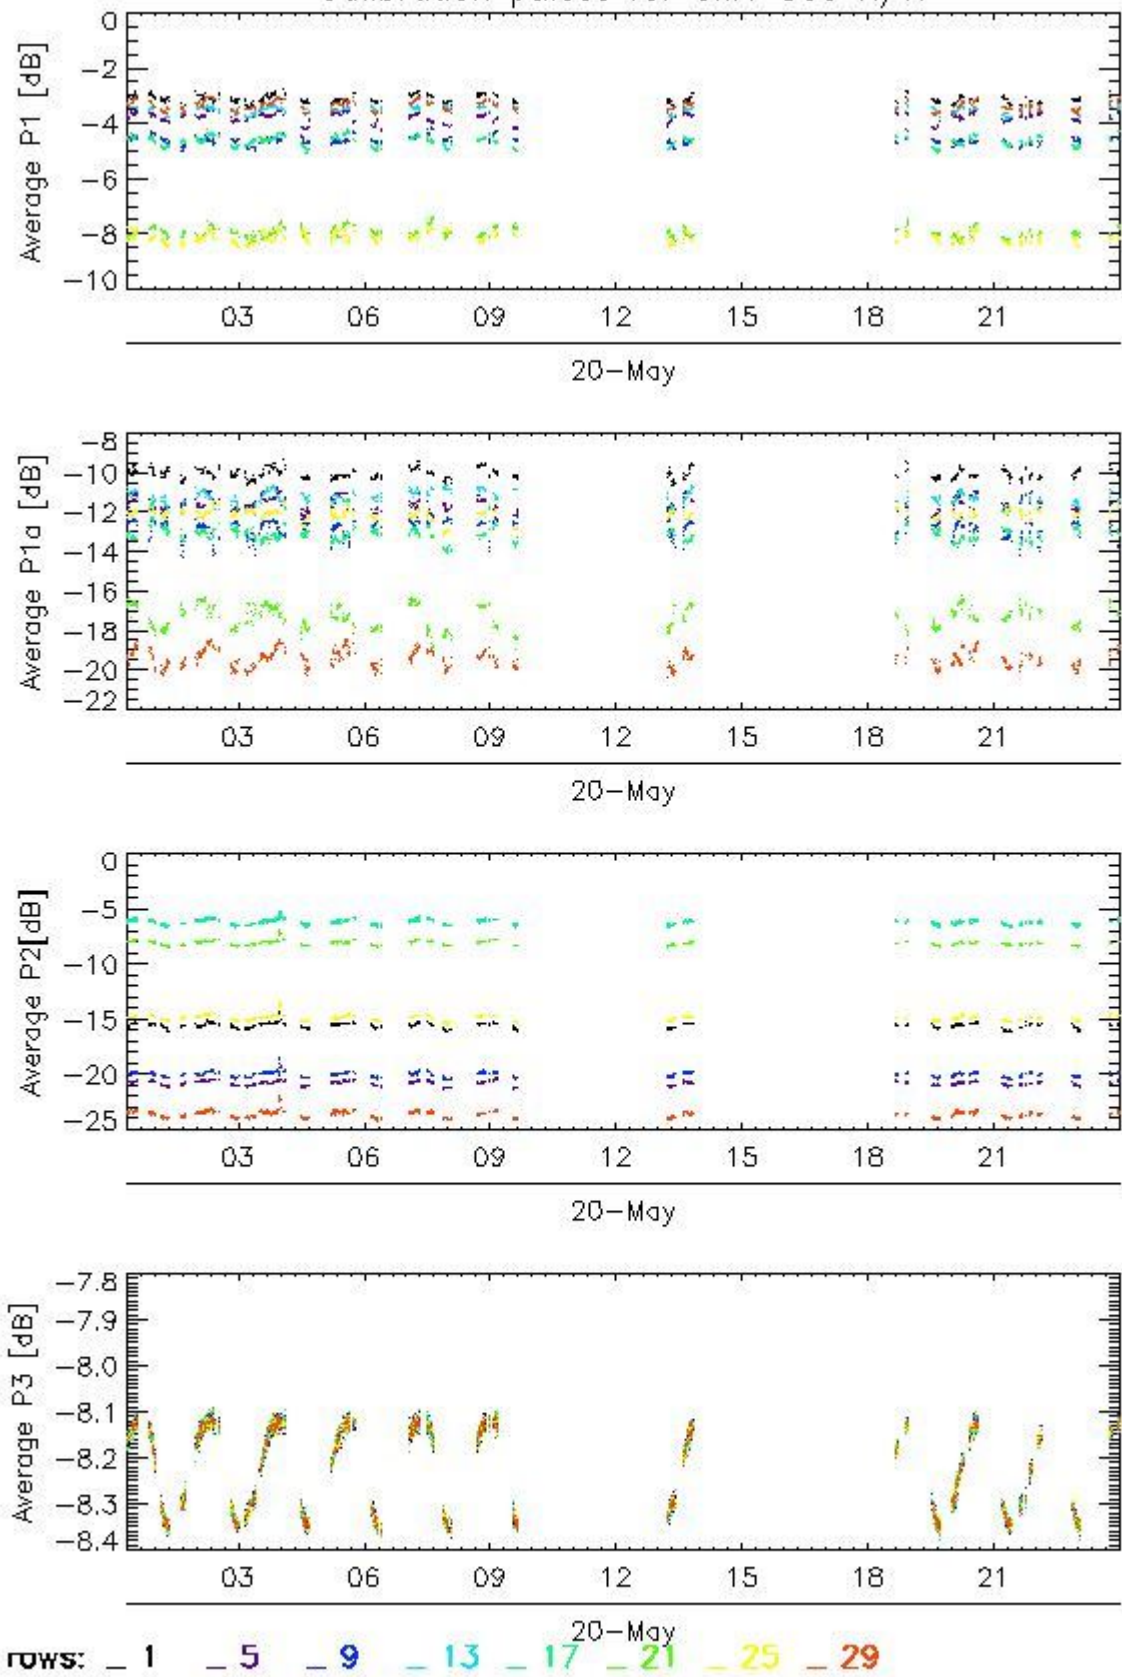 0
−2
−4
−6
−8
−10
Average P1 [dB]
03 06 09 12 15 18 21
20−May
−8
−10
−12
−14
−16
−18
−20
−22
Average P1a [dB]
03 06 09 12 15 18 21
20−May
0
−5
−10
−15
−20
−25
Average P2[dB]
03 06 09 12 15 18 21
20−May
−7.8
−7.9
−8.0
−8.1
−8.2
−8.3
−8.4
Average P3 [dB]
03 06 09 12 15 18 21
20−May
rows: _ 1 _ 5 _ 9 _ 13 _ 17 _ 21 _ 25 _ 29